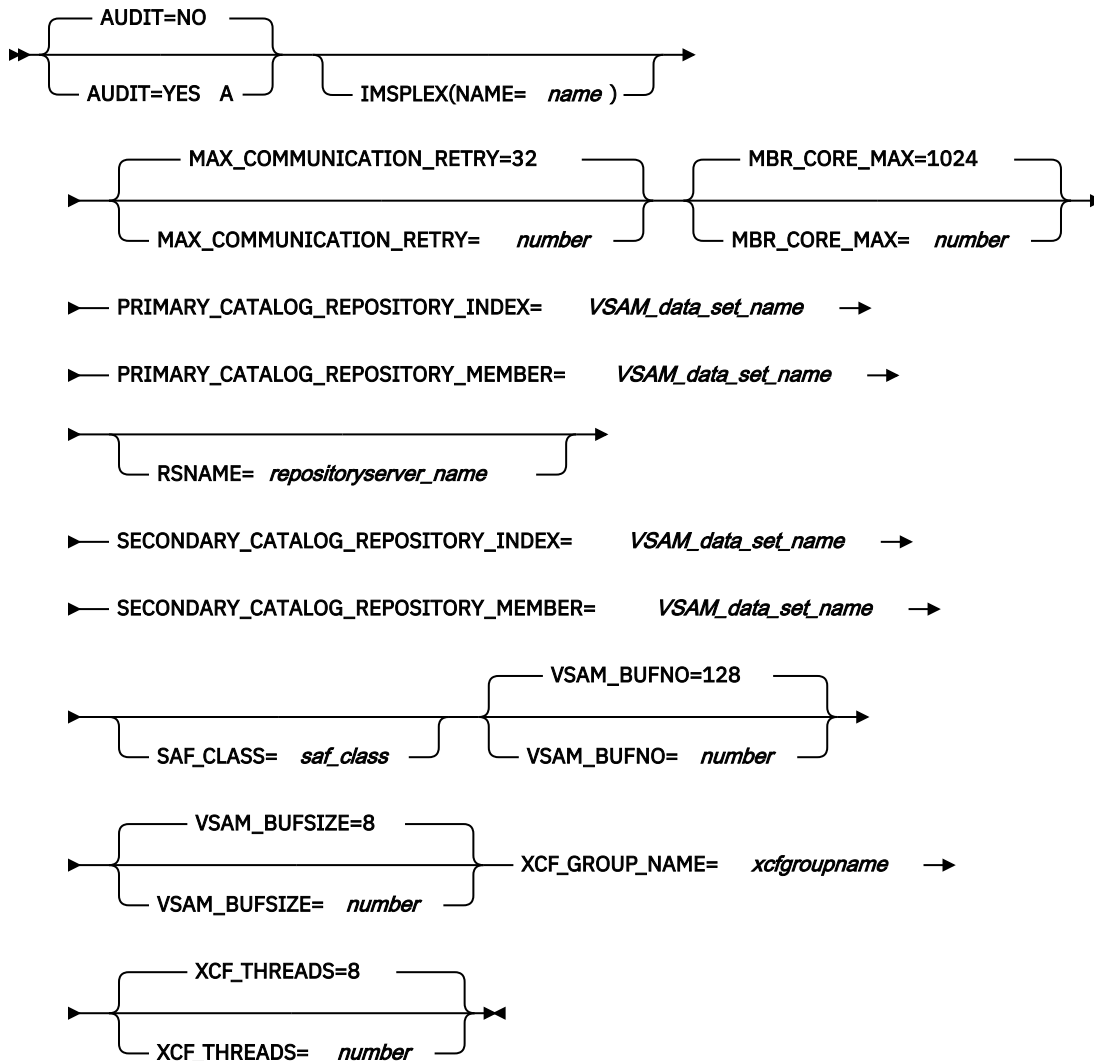 AUDIT=NO
AUDIT=YES A
IMSPLEX(NAME= name )
MAX_COMMUNICATION_RETRY=32
MAX_COMMUNICATION_RETRY= number
MBR_CORE_MAX=1024
MBR_CORE_MAX= number
PRIMARY_CATALOG_REPOSITORY_INDEX= VSAM_data_set_name
PRIMARY_CATALOG_REPOSITORY_MEMBER= VSAM_data_set_name
RSNAME= repositoryserver_name
SECONDARY_CATALOG_REPOSITORY_INDEX= VSAM_data_set_name
SECONDARY_CATALOG_REPOSITORY_MEMBER= VSAM_data_set_name
SAF_CLASS= saf_class
VSAM_BUFNO=128
VSAM_BUFNO= number
VSAM_BUFSIZE=8
VSAM_BUFSIZE= number
XCF_GROUP_NAME= xcfgroupname
XCF_THREADS=8
XCF_THREADS= number